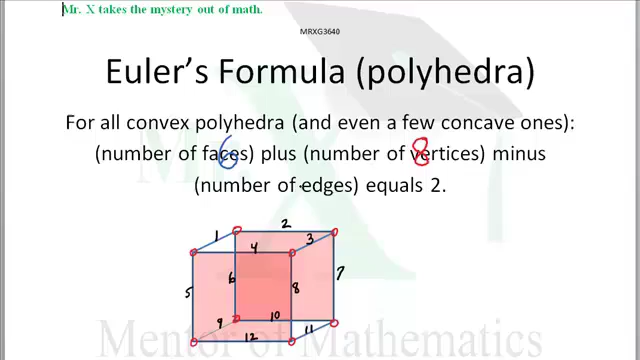 Mr. X takes the mystery out of math.
MRXG3640
Euler's Formula (polyhedra)
For all convex polyhedra (and even a few concave ones):
(number of faces) plus (number of vertices) minus
6 8
(number of edges) equals 2.
1 2
4 3
5 6 8 7
9 10 11
12
Mr. X
Mentor of Mathematics